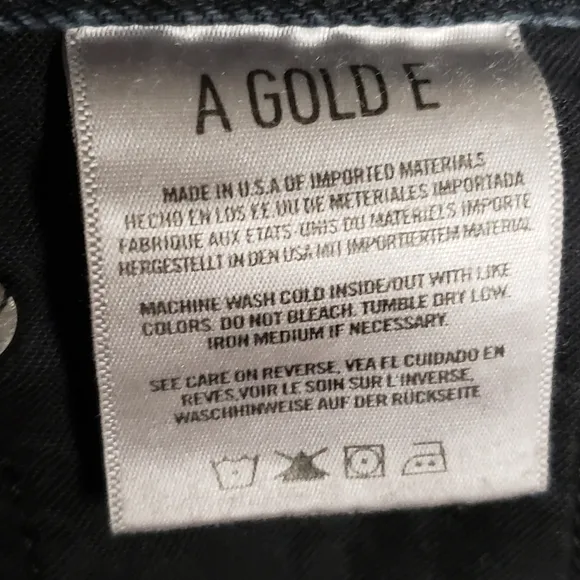 A GOLD E
MADE IN U.S.A OF IMPORTED MATERIALS
HECHO EN LOS EE.UU DE METERIALES IMPORTADA
FABRIQUE AUX ETATS-UNIS DU MATERIELS IMPORTE
HERGESTELLT IN DEN USA MIT IMPORTIERTEM MATERIAL
MACHINE WASH COLD INSIDE/OUT WITH LIKE
COLORS. DO NOT BLEACH. TUMBLE DRY LOW.
IRON MEDIUM IF NECESSARY.
SEE CARE ON REVERSE, VEA EL CUIDADO EN
REVES,VOIR LE SOIN SUR L'INVERSE,
WASCHHINWEISE AUF DER RÜCKSEITE